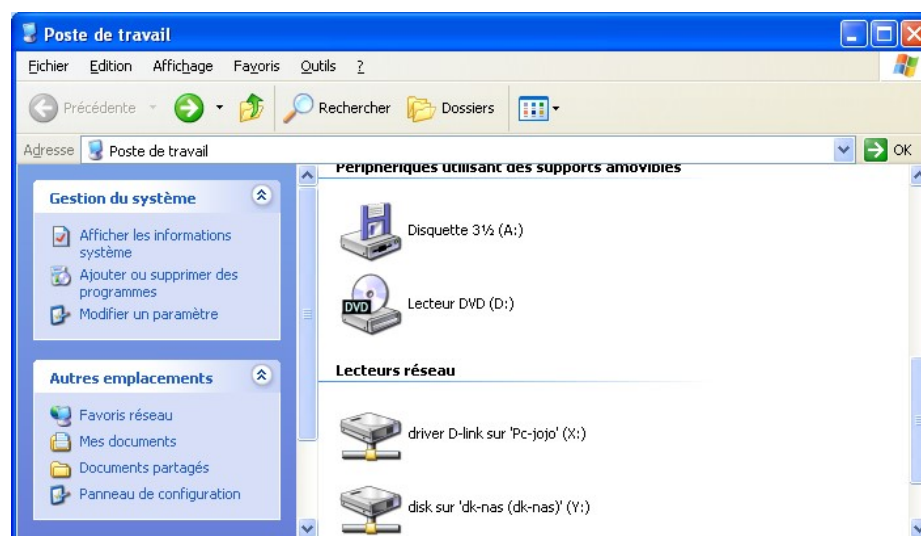 Poste de travail
Fichier Edition Affichage Favoris Outils ?
Précédente Rechercher Dossiers
Adresse Poste de travail OK
Périphériques utilisant des supports amovibles
Gestion du système
Afficher les informations
système
Ajouter ou supprimer des
programmes
Modifier un paramètre
Disquette 3½ (A:)
DVD
Lecteur DVD (D:)
Autres emplacements
Favoris réseau
Mes documents
Documents partagés
Panneau de configuration
Lecteurs réseau
driver D-link sur 'Pc-jojo' (X:)
disk sur 'dk-nas (dk-nas)' (Y:)